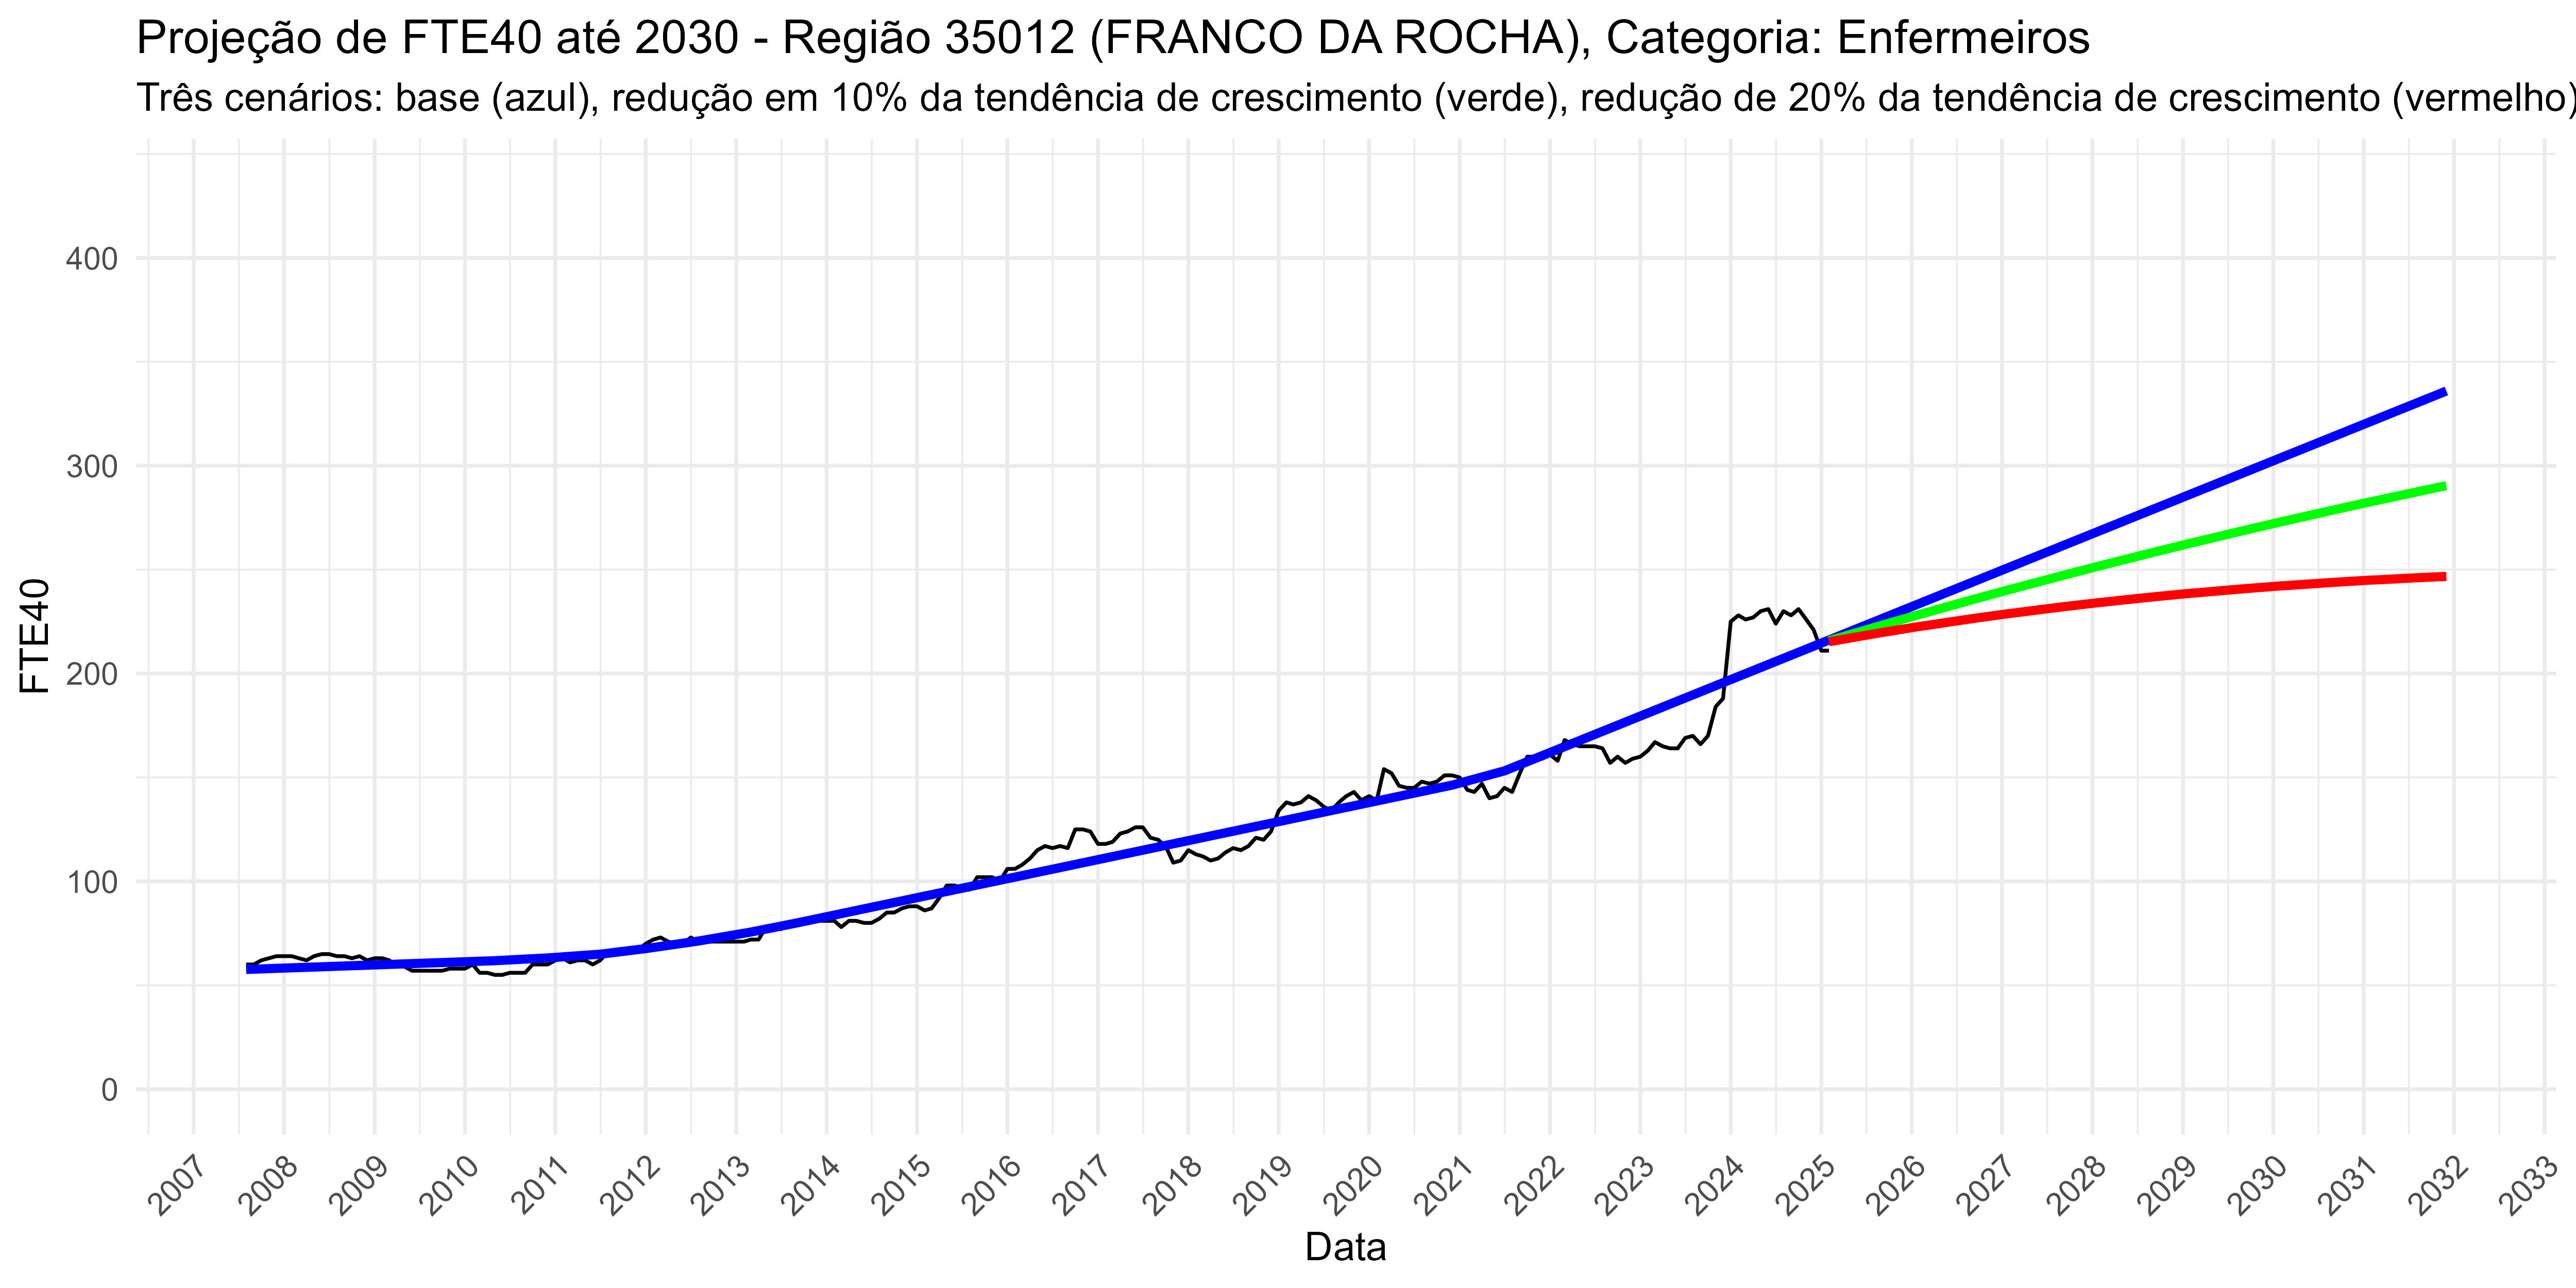 Projeção de FTE40 até 2030 - Região 35012 (FRANCO DA ROCHA), Categoria: Enfermeiros
Três cenários: base (azul), redução em 10% da tendência de crescimento (verde), redução de 20% da tendência de crescimento (vermelho)
400
300
200
100
0
FTE40
2007 2008 2009 2010 2011 2012 2013 2014 2015 2016 2017 2018 2019 2020 2021 2022 2023 2024 2025 2026 2027 2028 2029 2030 2031 2032 2033
Data